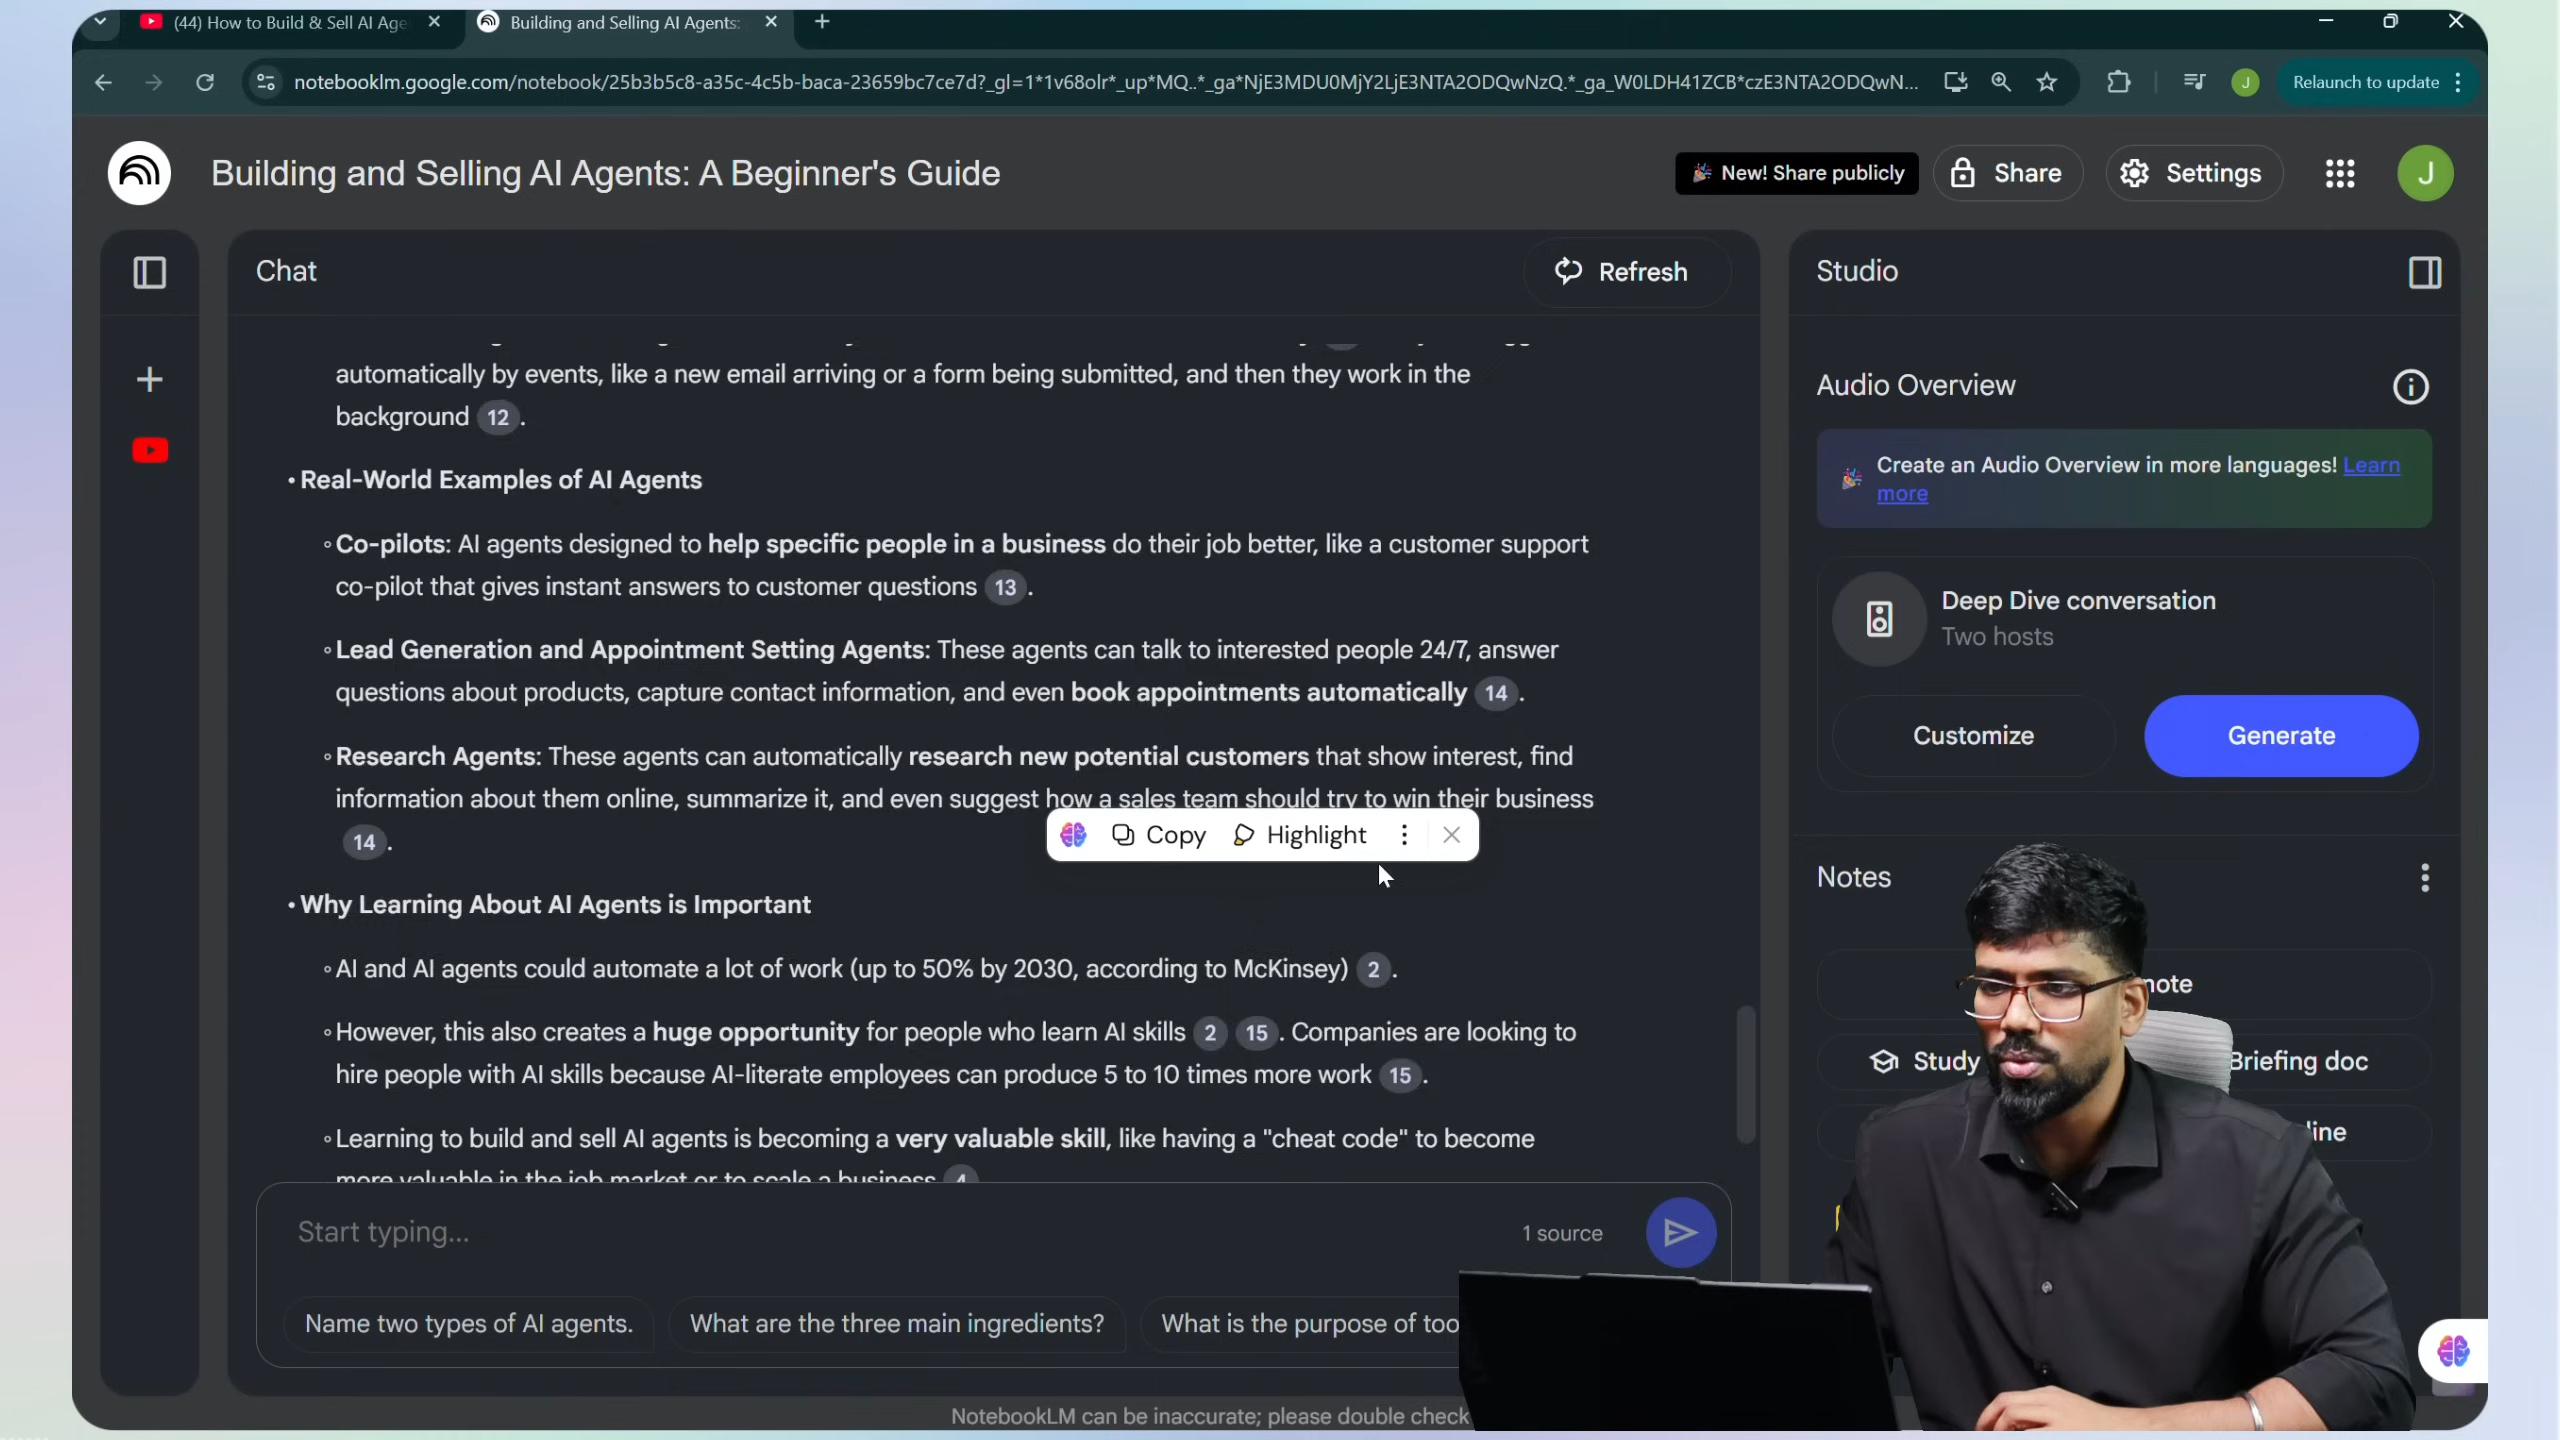 (44) How to Build & Sell AI Age
Building and Selling AI Agents:
notebooklm.google.com/notebook/25b3b5c8-a35c-4c5b-baca-23659bc7ce7d?_gl=1*1v68olr*_up*MQ..*_ga*NjE3MDU0MjY2LjE3NTA2ODQwNzQ.*_ga_W0LDH41ZCB*czE3NTA2ODQwN...
J
Relaunch to update
Building and Selling AI Agents: A Beginner's Guide
New! Share publicly
Share
Settings
J
Chat
Refresh
automatically by events, like a new email arriving or a form being submitted, and then they work in the
background 12.
• Real-World Examples of AI Agents
◦ Co-pilots: AI agents designed to help specific people in a business do their job better, like a customer support
co-pilot that gives instant answers to customer questions 13.
◦ Lead Generation and Appointment Setting Agents: These agents can talk to interested people 24/7, answer
questions about products, capture contact information, and even book appointments automatically 14.
◦ Research Agents: These agents can automatically research new potential customers that show interest, find
information about them online, summarize it, and even suggest how a sales team should try to win their business
14.
Copy
Highlight
• Why Learning About AI Agents is Important
◦ AI and AI agents could automate a lot of work (up to 50% by 2030, according to McKinsey) 2.
◦ However, this also creates a huge opportunity for people who learn AI skills 2 15. Companies are looking to
hire people with AI skills because AI-literate employees can produce 5 to 10 times more work 15.
◦ Learning to build and sell AI agents is becoming a very valuable skill, like having a "cheat code" to become
more valuable in the job market or to scale a business 4
Start typing...
1 source
Name two types of AI agents.
What are the three main ingredients?
What is the purpose of too
NotebookLM can be inaccurate; please double check
Studio
Audio Overview
Create an Audio Overview in more languages! Learn
more
Deep Dive conversation
Two hosts
Customize
Generate
Notes
note
Study
Briefing doc
line